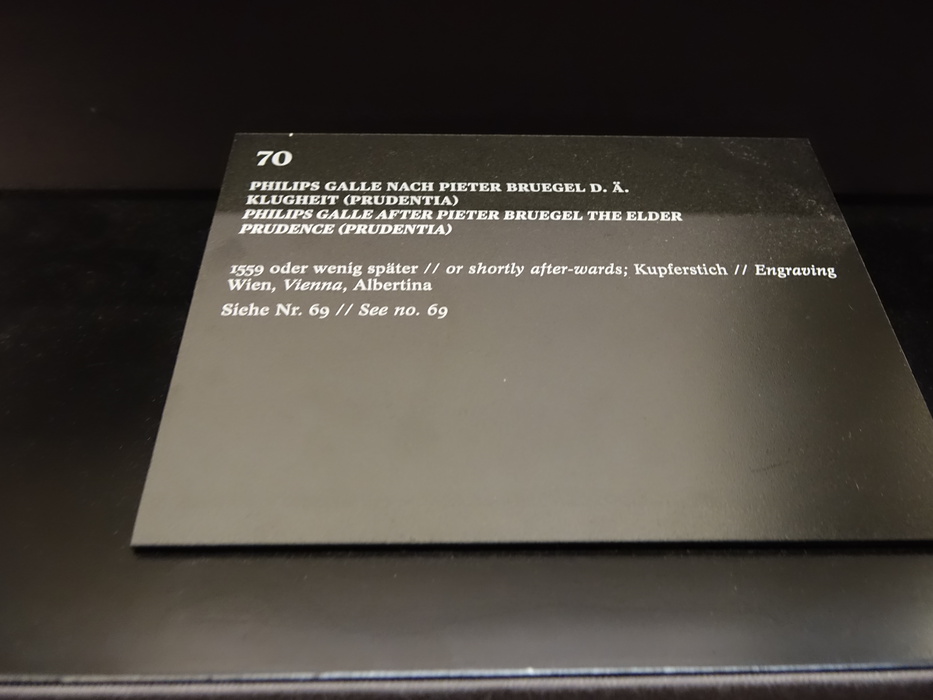 70
PHILIPS GALLE NACH PIETER BRUEGEL D. Ä.
KLUGHEIT (PRUDENTIA)
PHILIPS GALLE AFTER PIETER BRUEGEL THE ELDER
PRUDENCE (PRUDENTIA)
1559 oder wenig später // or shortly after-wards; Kupferstich // Engraving
Wien, Vienna, Albertina
Siehe Nr. 69 // See no. 69